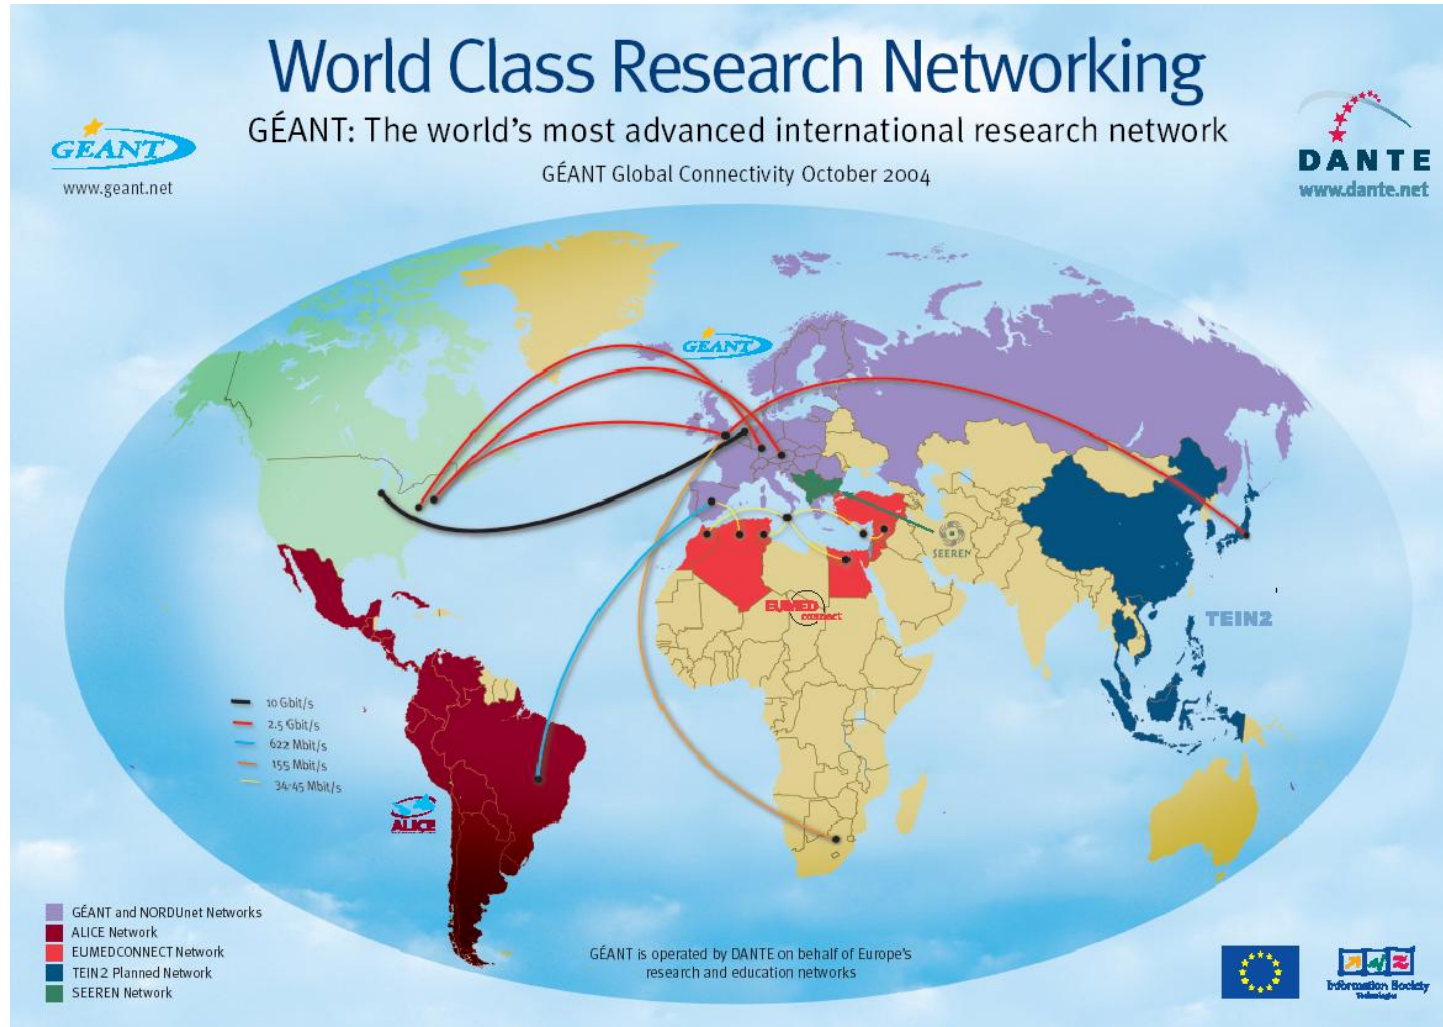 World Class Research Networking
GÉANT: The world's most advanced international research network
GÉANT Global Connectivity October 2004
GÉANT
www.geant.net
DANTE
www.dante.net
GÉANT
SEEREN
EUMED
connect
TEIN2
10 Gbit/s
2.5 Gbit/s
622 Mbit/s
155 Mbit/s
34-45 Mbit/s
ALICE
GÉANT and NORDUnet Networks
ALICE Network
EUMEDCONNECT Network
TEIN2 Planned Network
SEEREN Network
GÉANT is operated by DANTE on behalf of Europe's
research and education networks
Information Society
Technologies